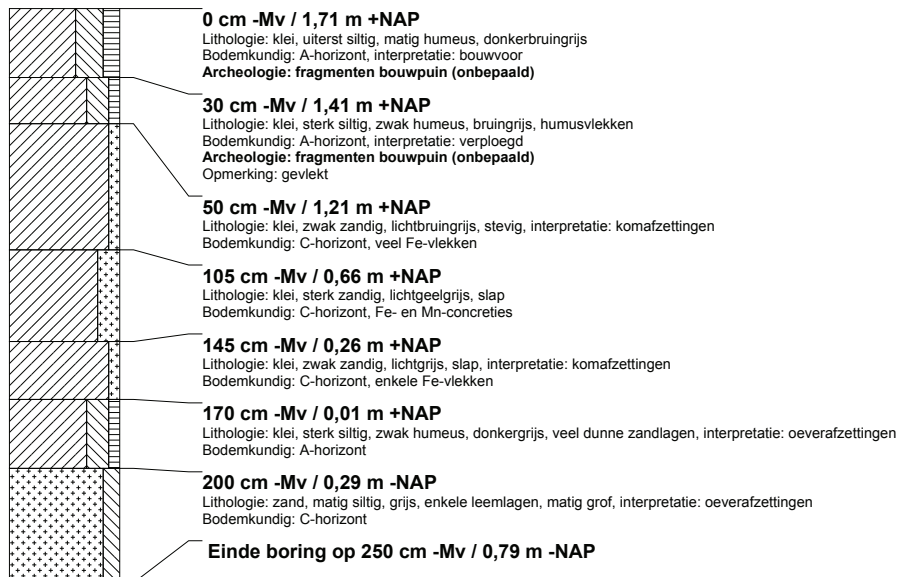 0 cm -Mv / 1,71 m +NAP
Lithologie: klei, uiterst siltig, matig humeus, donkerbruingrijs
Bodemkundig: A-horizont, interpretatie: bouwvoor
Archeologie: fragmenten bouwpuin (onbepaald)
30 cm -Mv / 1,41 m +NAP
Lithologie: klei, sterk siltig, zwak humeus, bruingrijs, humusvlekken
Bodemkundig: A-horizont, interpretatie: verploegd
Archeologie: fragmenten bouwpuin (onbepaald)
Opmerking: gevlekt
50 cm -Mv / 1,21 m +NAP
Lithologie: klei, zwak zandig, lichtbruingrijs, stevig, interpretatie: komafzettingen
Bodemkundig: C-horizont, veel Fe-vlekken
105 cm -Mv / 0,66 m +NAP
Lithologie: klei, sterk zandig, lichtgeelgrijs, slap
Bodemkundig: C-horizont, Fe- en Mn-concreties
145 cm -Mv / 0,26 m +NAP
Lithologie: klei, zwak zandig, lichtgrijs, slap, interpretatie: komafzettingen
Bodemkundig: C-horizont, enkele Fe-vlekken
170 cm -Mv / 0,01 m +NAP
Lithologie: klei, sterk siltig, zwak humeus, donkergrijs, veel dunne zandlagen, interpretatie: oeverafzettingen
Bodemkundig: A-horizont
200 cm -Mv / 0,29 m -NAP
Lithologie: zand, matig siltig, grijs, enkele leemlagen, matig grof, interpretatie: oeverafzettingen
Bodemkundig: C-horizont
Einde boring op 250 cm -Mv / 0,79 m -NAP